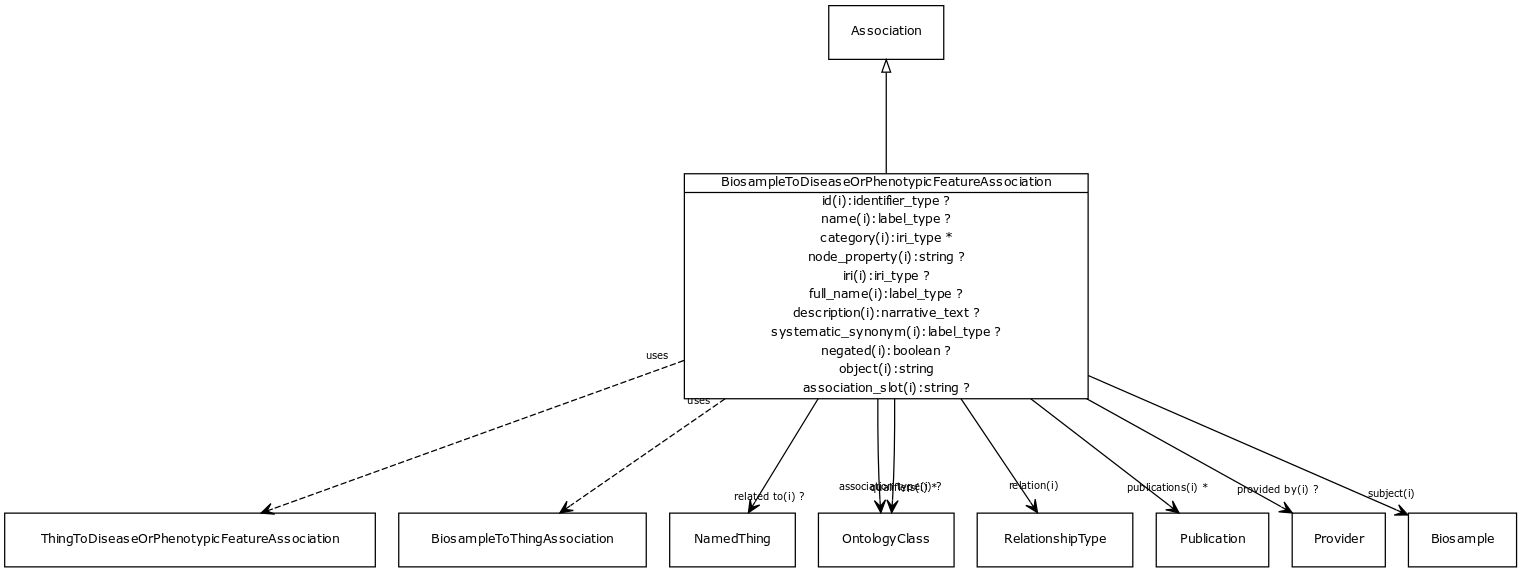 Association
BiosampleToDiseaseOrPhenotypicFeatureAssociation
id(i):identifier_type ?
name(i):label_type ?
category(i):iri_type *
node_property(i):string ?
iri(i):iri_type ?
full_name(i):label_type ?
description(i):narrative_text ?
systematic_synonym(i):label_type ?
negated(i):boolean ?
object(i):string
association_slot(i):string ?
uses
uses
related to(i) ?
association type(i) ?
qualifiers(i) *
relation(i)
publications(i) *
provided by(i) ?
subject(i)
ThingToDiseaseOrPhenotypicFeatureAssociation
BiosampleToThingAssociation
NamedThing
OntologyClass
RelationshipType
Publication
Provider
Biosample